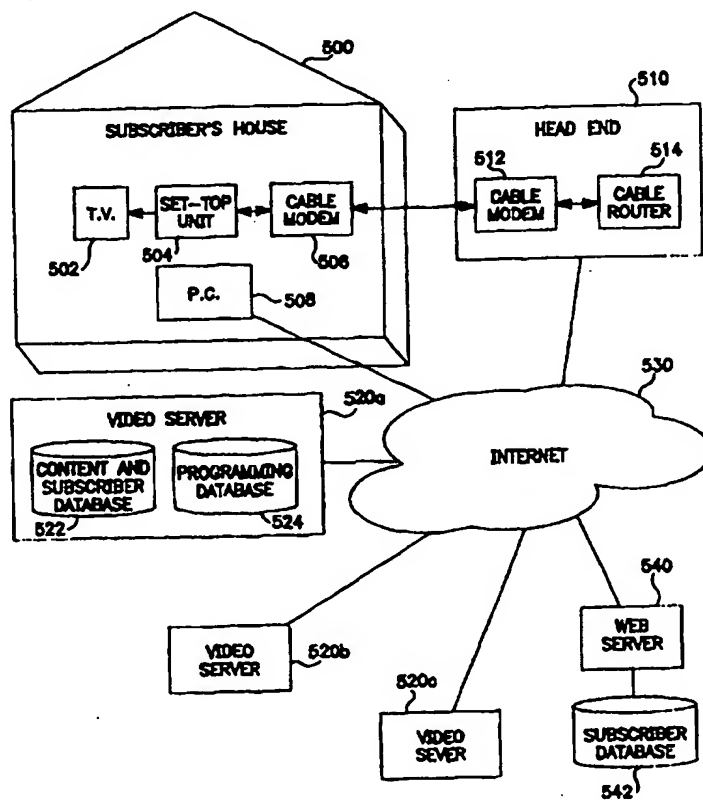 500
SUBSCRIBER'S HOUSE
T.V.
502
SET-TOP
UNIT
504
CABLE
MODEM
506
P.C.
508
510
HEAD END
512
CABLE
MODEM
514
CABLE
ROUTER
520a
VIDEO SERVER
CONTENT AND
SUBSCRIBER
DATABASE
522
PROGRAMMING
DATABASE
524
530
INTERNET
VIDEO
SERVER
520b
VIDEO
SEVER
520c
540
WEB
SERVER
SUBSCRIBER
DATABASE
542